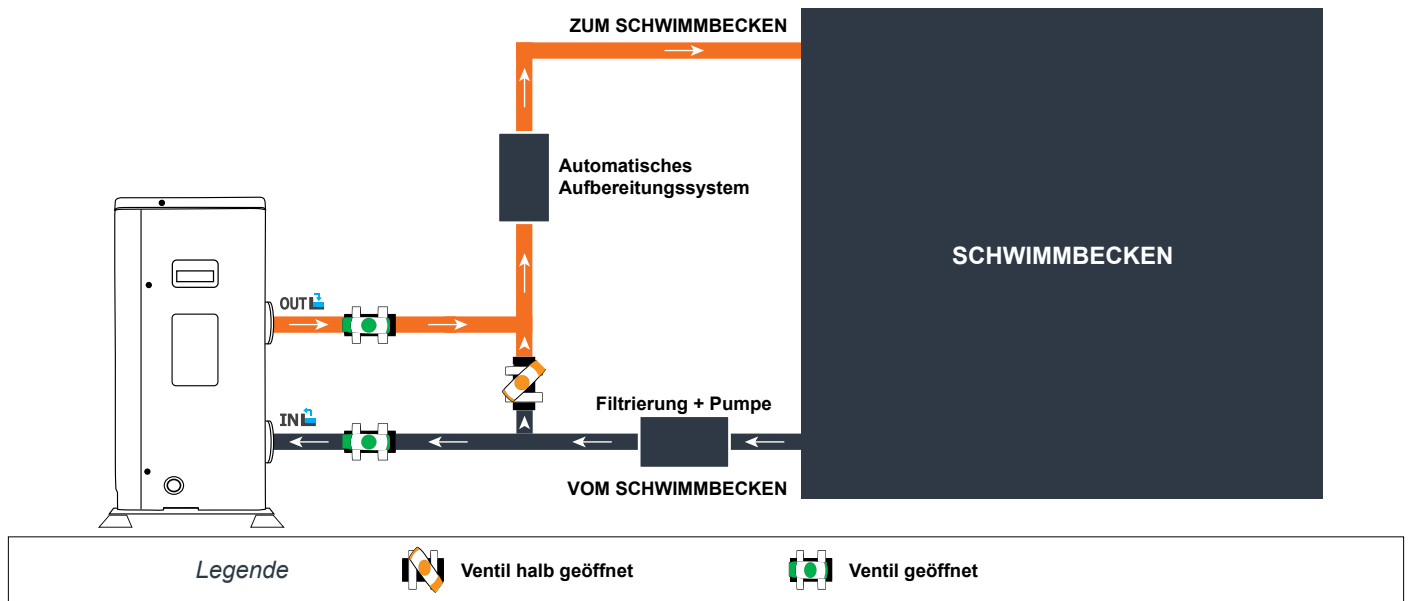 ZUM SCHWIMMBECKEN
Automatisches
Aufbereitungssystem
SCHWIMMBECKEN
OUT
IN
Filtrierung + Pumpe
VOM SCHWIMMBECKEN
Legende
Ventil halb geöffnet
Ventil geöffnet